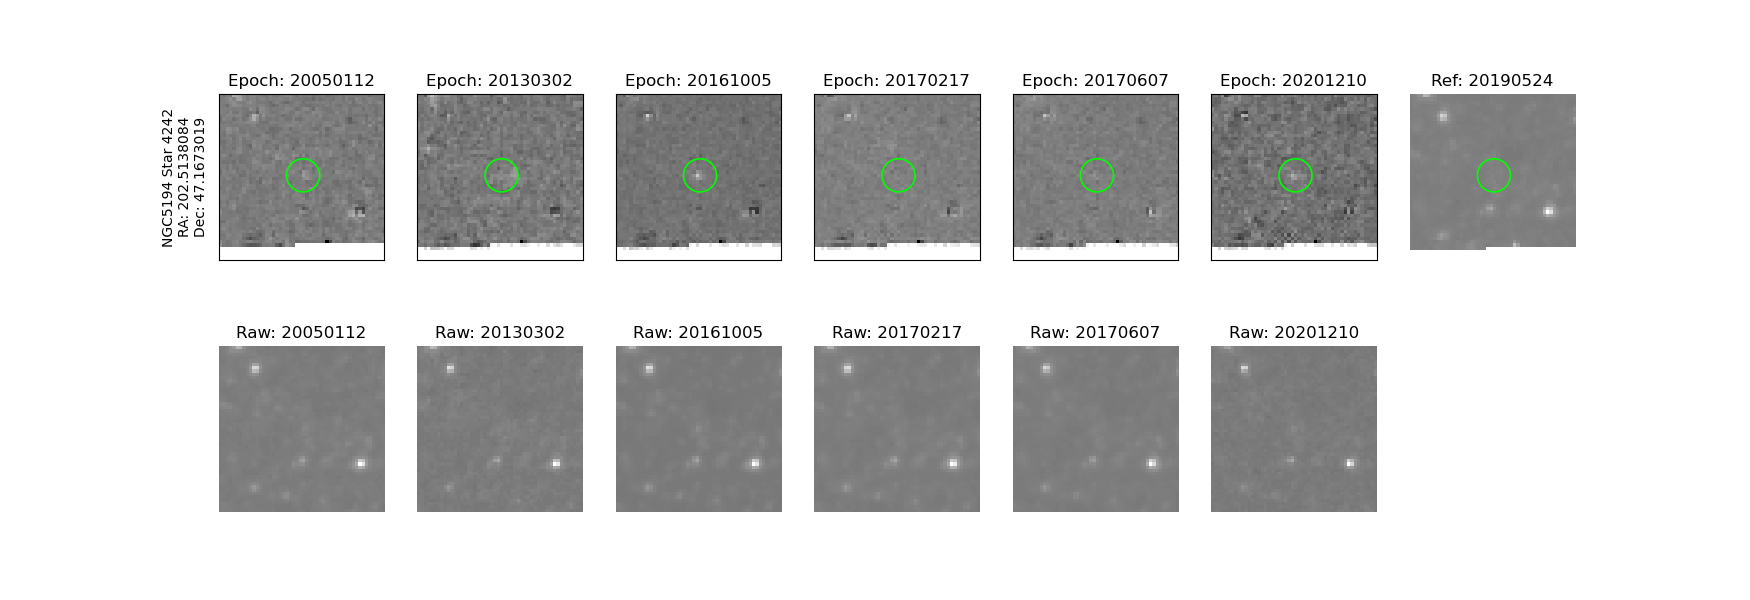 NGC5194 Star 4242
RA: 202.5138084
Dec: 47.1673019
Epoch: 20050112
Epoch: 20130302
Epoch: 20161005
Epoch: 20170217
Epoch: 20170607
Epoch: 20201210
Ref: 20190524
Raw: 20050112
Raw: 20130302
Raw: 20161005
Raw: 20170217
Raw: 20170607
Raw: 20201210